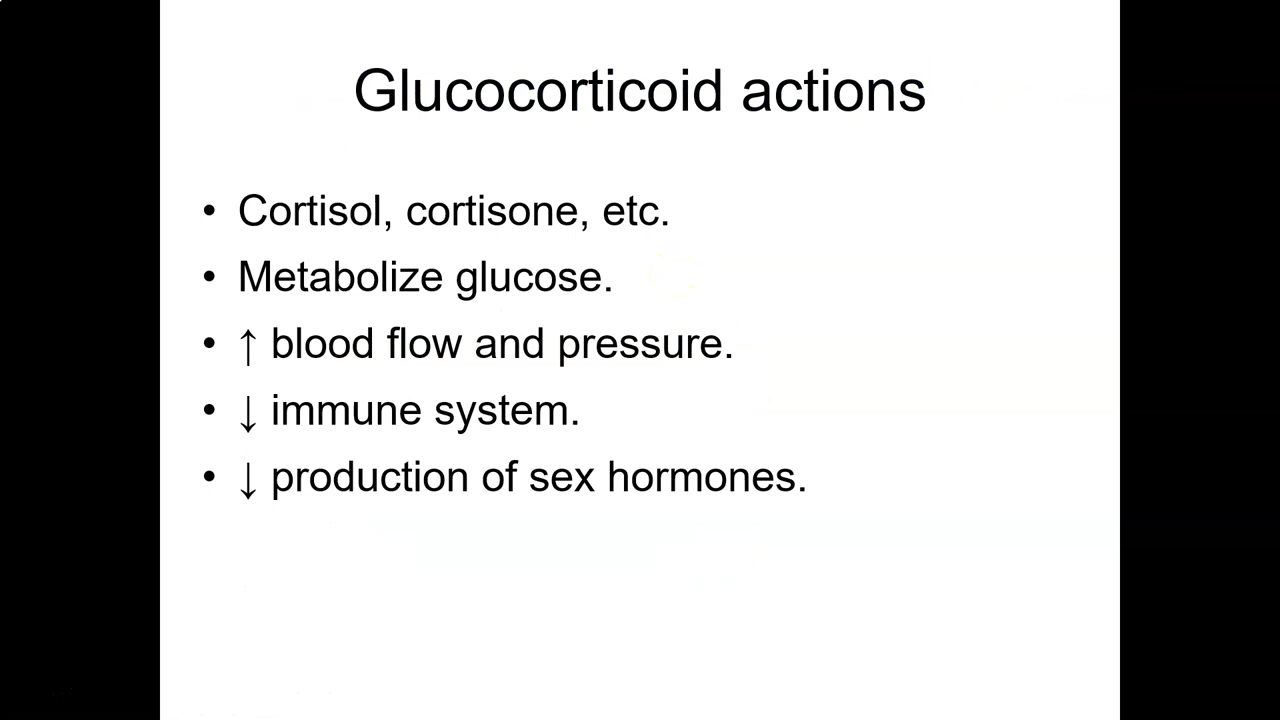 Glucocorticoid actions
• Cortisol, cortisone, etc.
• Metabolize glucose.
• ↑ blood flow and pressure.
• ↓ immune system.
• ↓ production of sex hormones.